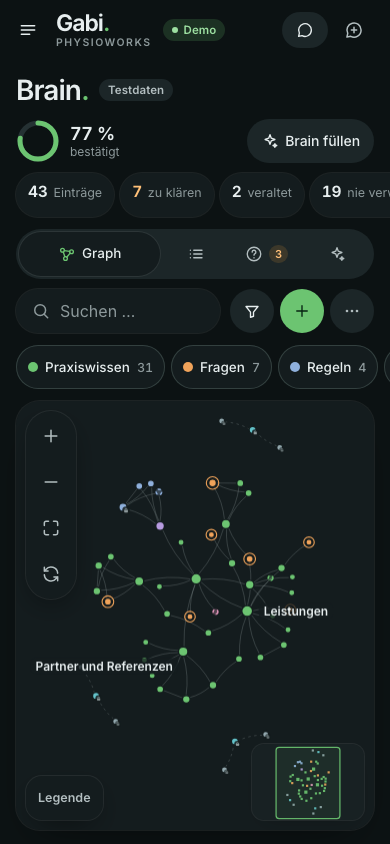 Gabi.
PHYSIOWORKS
Demo
Brain.
Testdaten
77 %
bestätigt
Brain füllen
43 Einträge
7 zu klären
2 veraltet
19 nie
Graph
3
Suchen ...
Praxiswissen 31
Fragen 7
Regeln 4
Leistungen
Partner und Referenzen
Legende